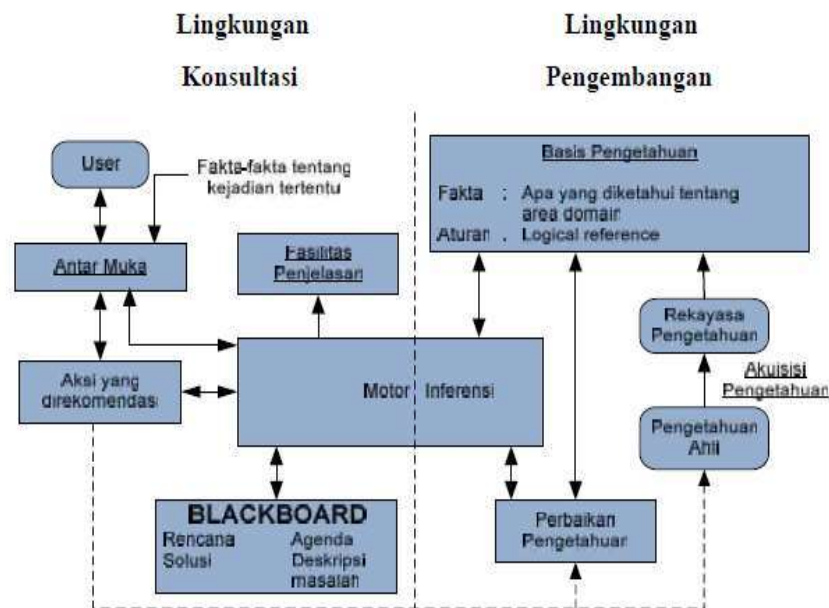 Lingkungan
Konsultasi
Lingkungan
Pengembangan
User
Fakta-fakta tentang
kejadian tertentu
Antar Muka
Fasilitas
Penjelasan
Aksi yang
direkomendasi
Motor Inferensi
BLACKBOARD
Rencana Agenda
Solusi Deskripsi
masalah
Basis Pengetahuan
Fakta : Apa yang diketahui tentang
area domain
Aturan . Logical reference
Rekayasa
Pengetahuan
Akuisisi
Pengetahuan
Pengetahuan
Ahli
Perbaikan
Pengetahuar